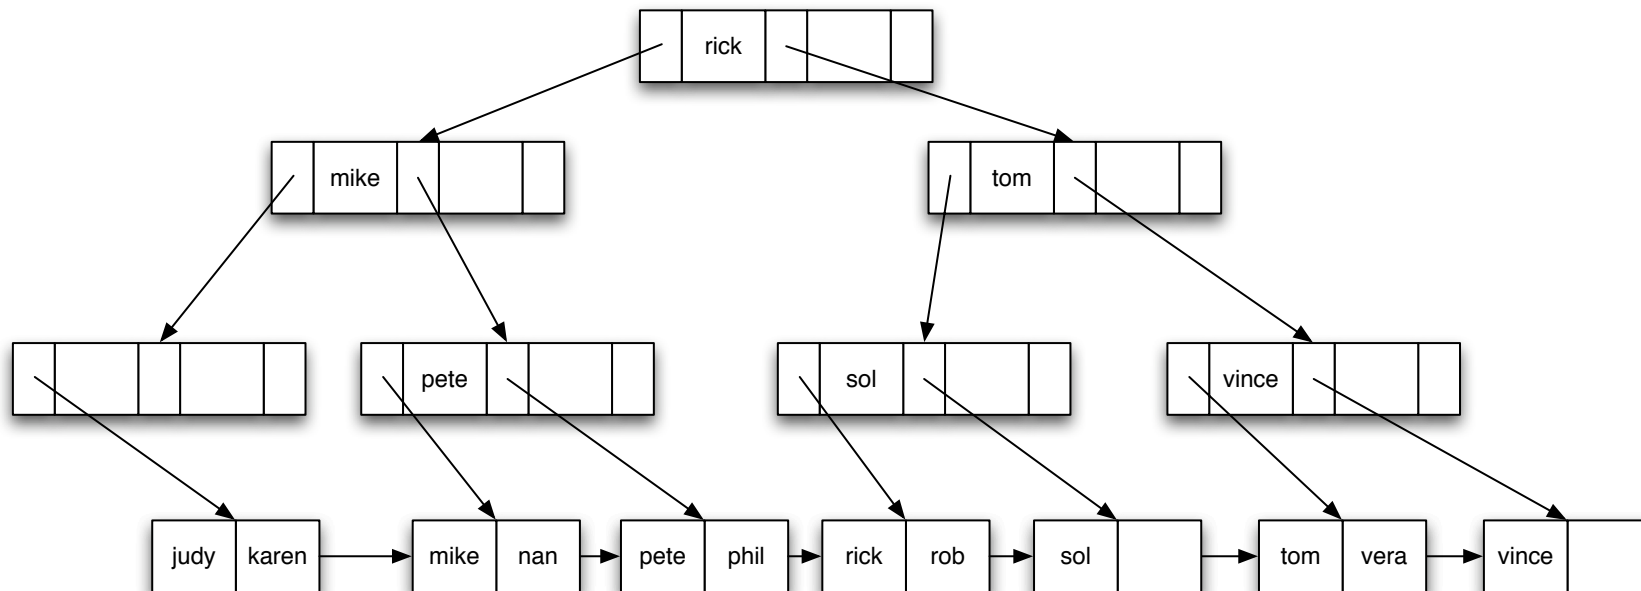 rick
mike tom
pete sol vince
judy karen mike nan pete phil rick rob sol tom vera vince